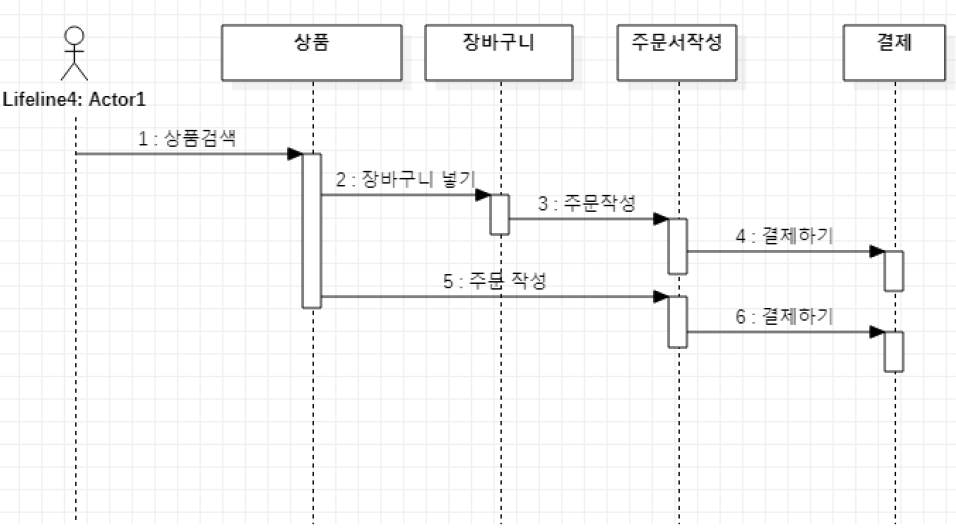 상품
장바구니
주문서작성
결제
Lifeline4: Actor1
1 : 상품검색
2 : 장바구니 넣기
3 : 주문작성
4 : 결제하기
5 : 주문 작성
6 : 결제하기